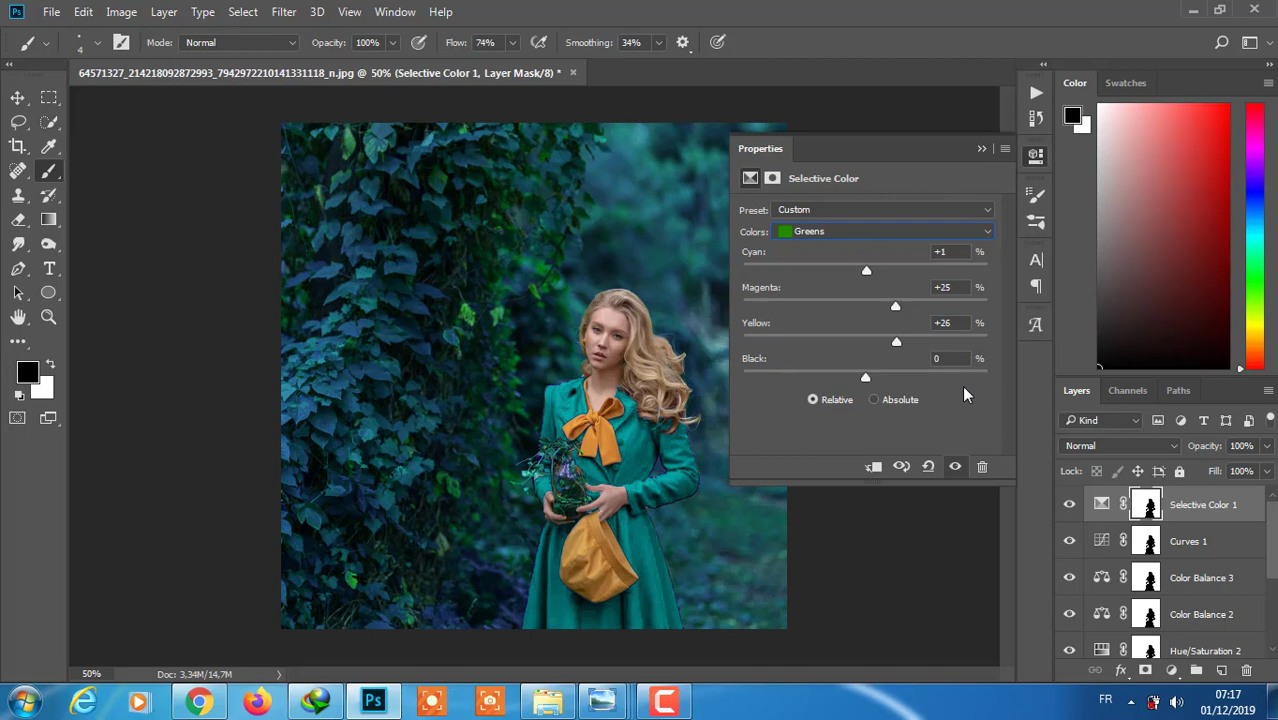 Ps File Edit Image Layer Type Select Filter 3D View Window Help
4 Mode: Normal Opacity: 100% Flow: 74% Smoothing: 34%
64571327_214218092872993_7942972210141331118_n.jpg @ 50% (Selective Color 1, Layer Mask/8) *
Color Swatches
Properties
Selective Color
Preset: Custom
Colors: Greens
Cyan: +1 %
Magenta: +25 %
Yellow: +26 %
Black: 0 %
Relative Absolute
Layers Channels Paths
Kind
Normal Opacity: 100%
Lock: Fill: 100%
Selective Color 1
Curves 1
Color Balance 3
Color Balance 2
Hue/Saturation 2
50% Doc: 3,34M/14,7M
Ps FR 07:17
01/12/2019